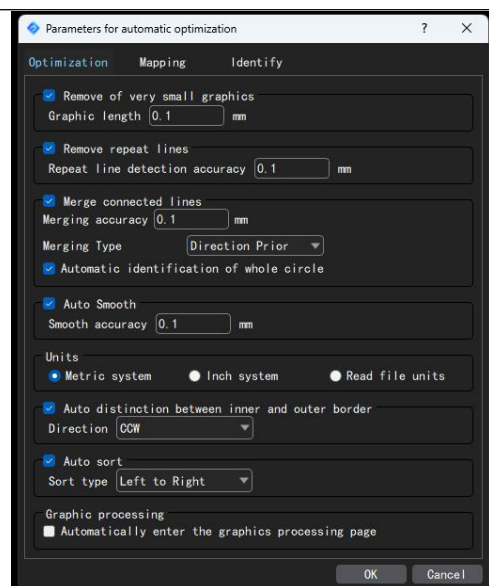 Parameters for automatic optimization ?
Optimization Mapping Identify
Remove of very small graphics
Graphic length 0.1 mm
Remove repeat lines
Repeat line detection accuracy 0.1 mm
Merge connected lines
Merging accuracy 0.1 mm
Merging Type Direction Prior
Automatic identification of whole circle
Auto Smooth
Smooth accuracy 0.1 mm
Units
Metric system Inch system Read file units
Auto distinction between inner and outer border
Direction CCW
Auto sort
Sort type Left to Right
Graphic processing
Automatically enter the graphics processing page
OK Cancel